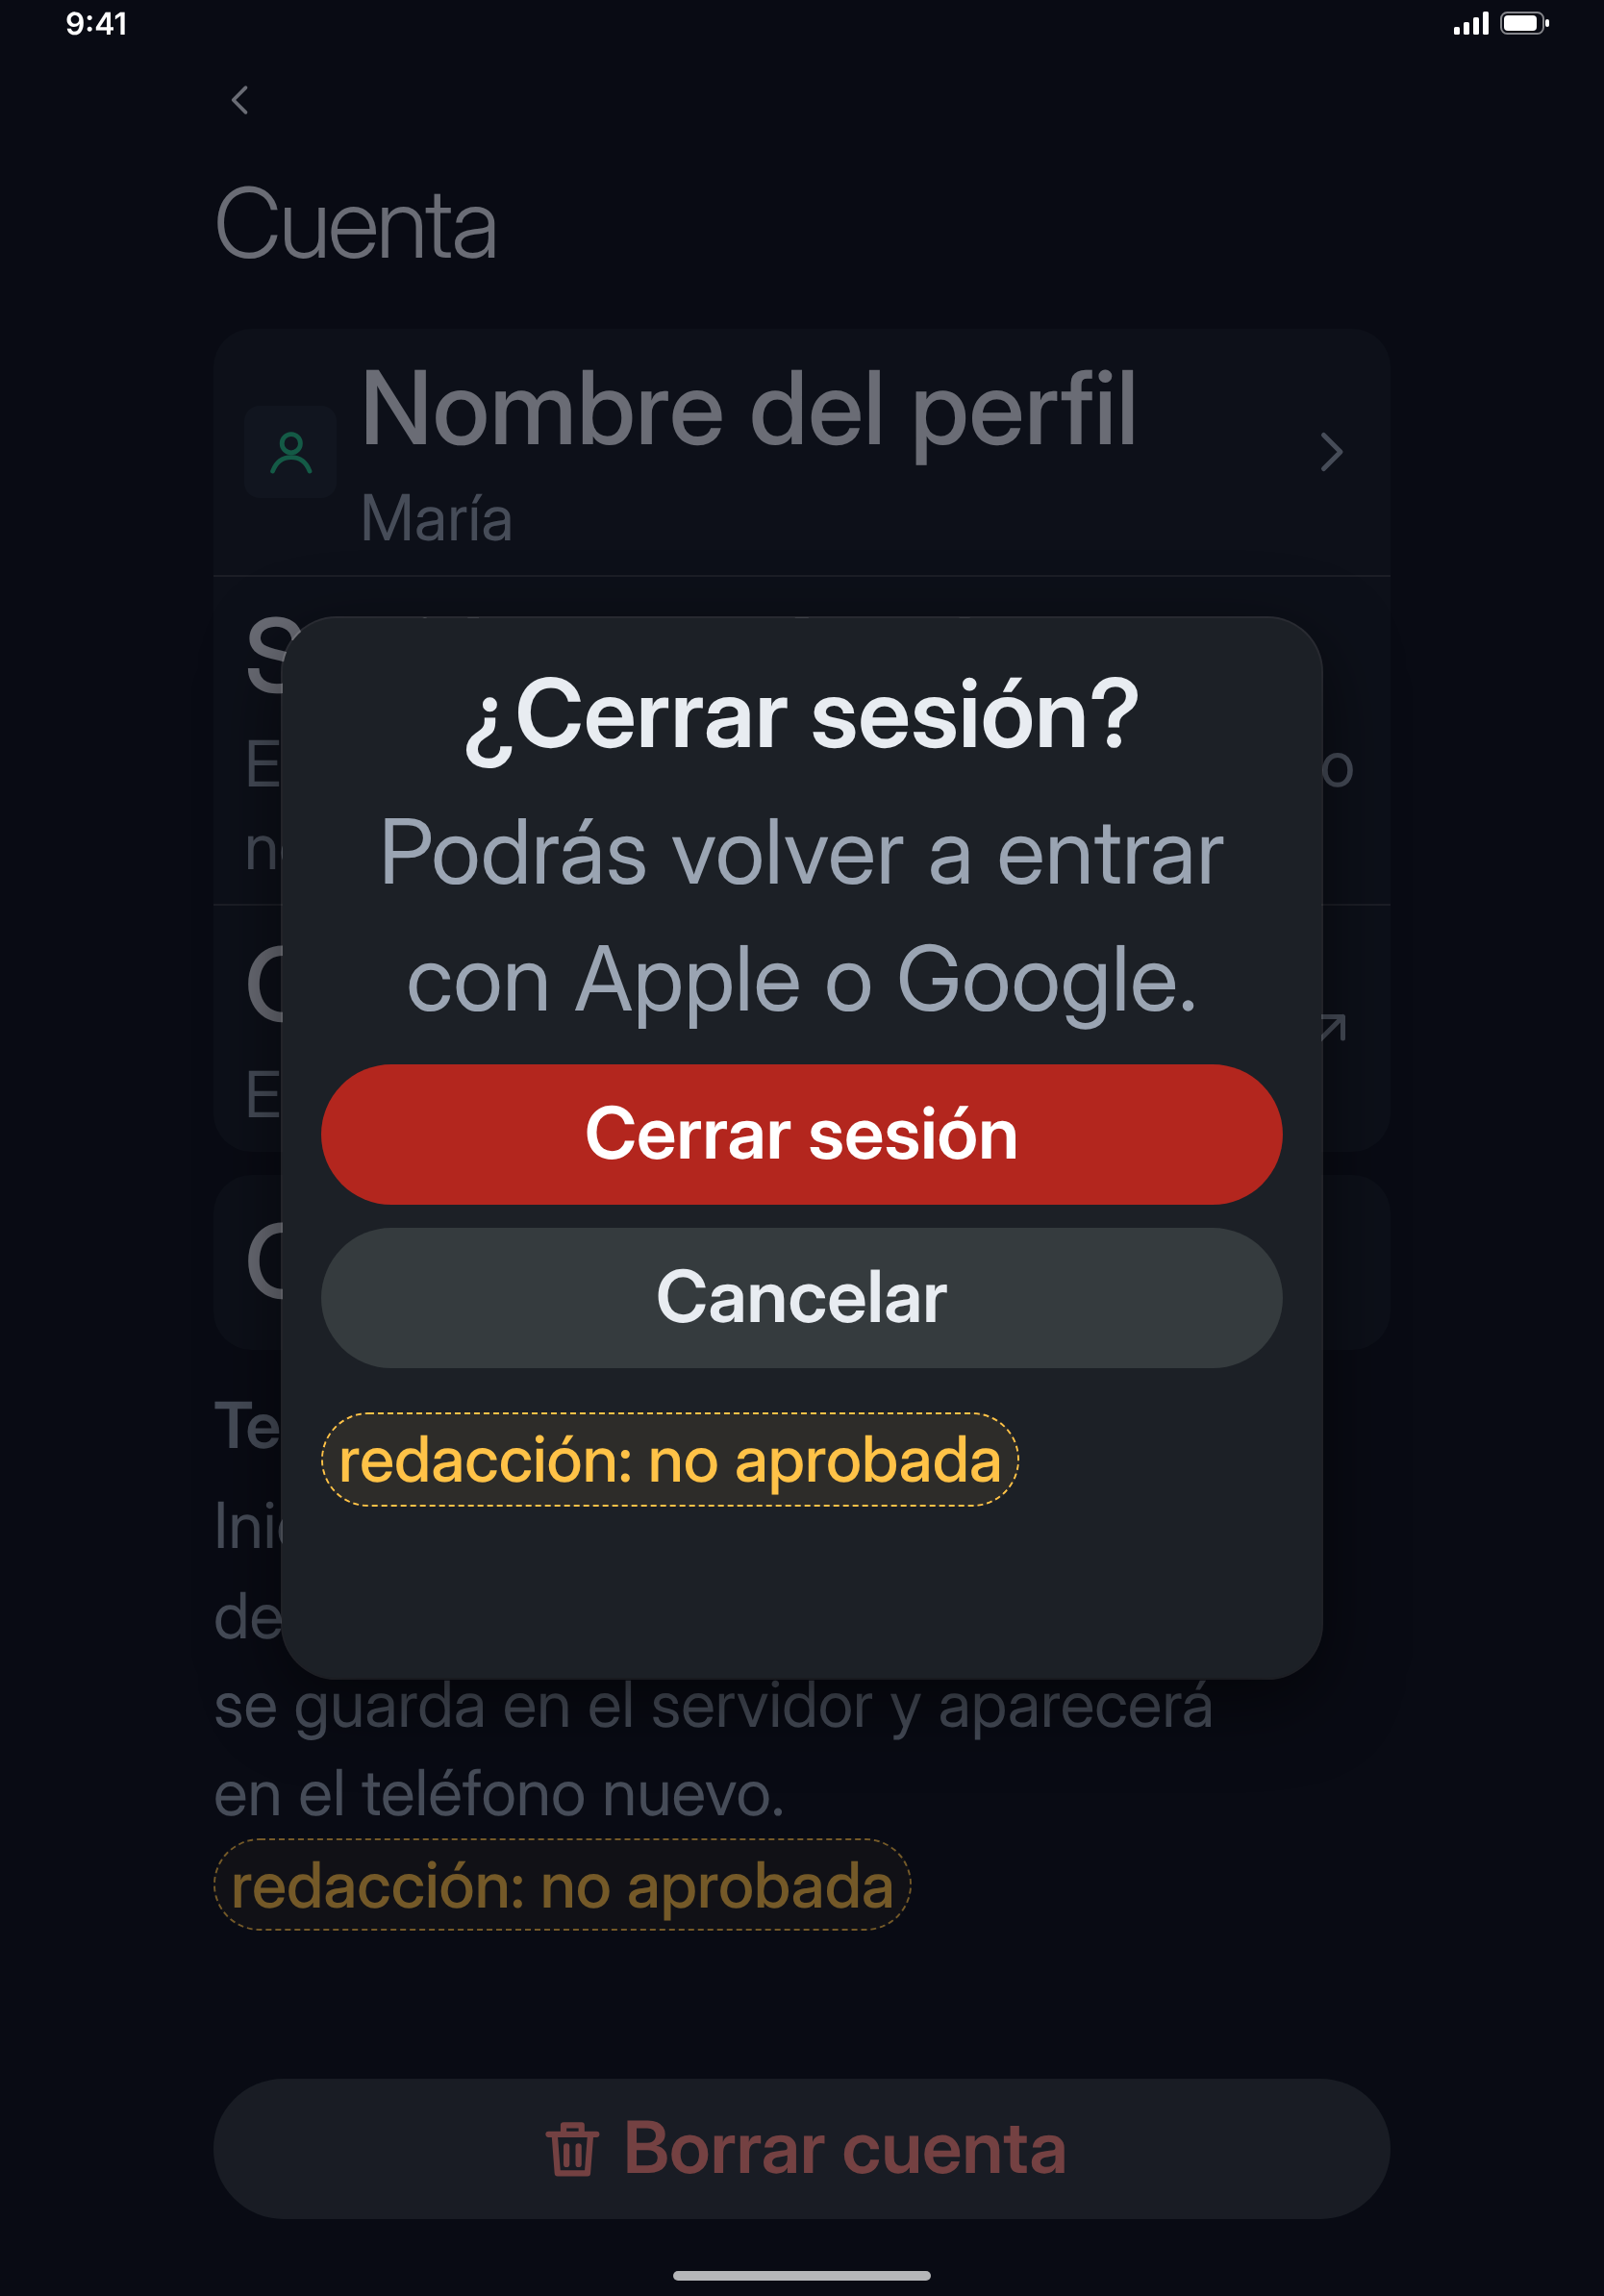 9:41
Cuenta
Nombre del perfil
María
¿Cerrar sesión?
Podrás volver a entrar
con Apple o Google.
Cerrar sesión
Cancelar
redacción: no aprobada
se guarda en el servidor y aparecerá
en el teléfono nuevo.
redacción: no aprobada
Borrar cuenta